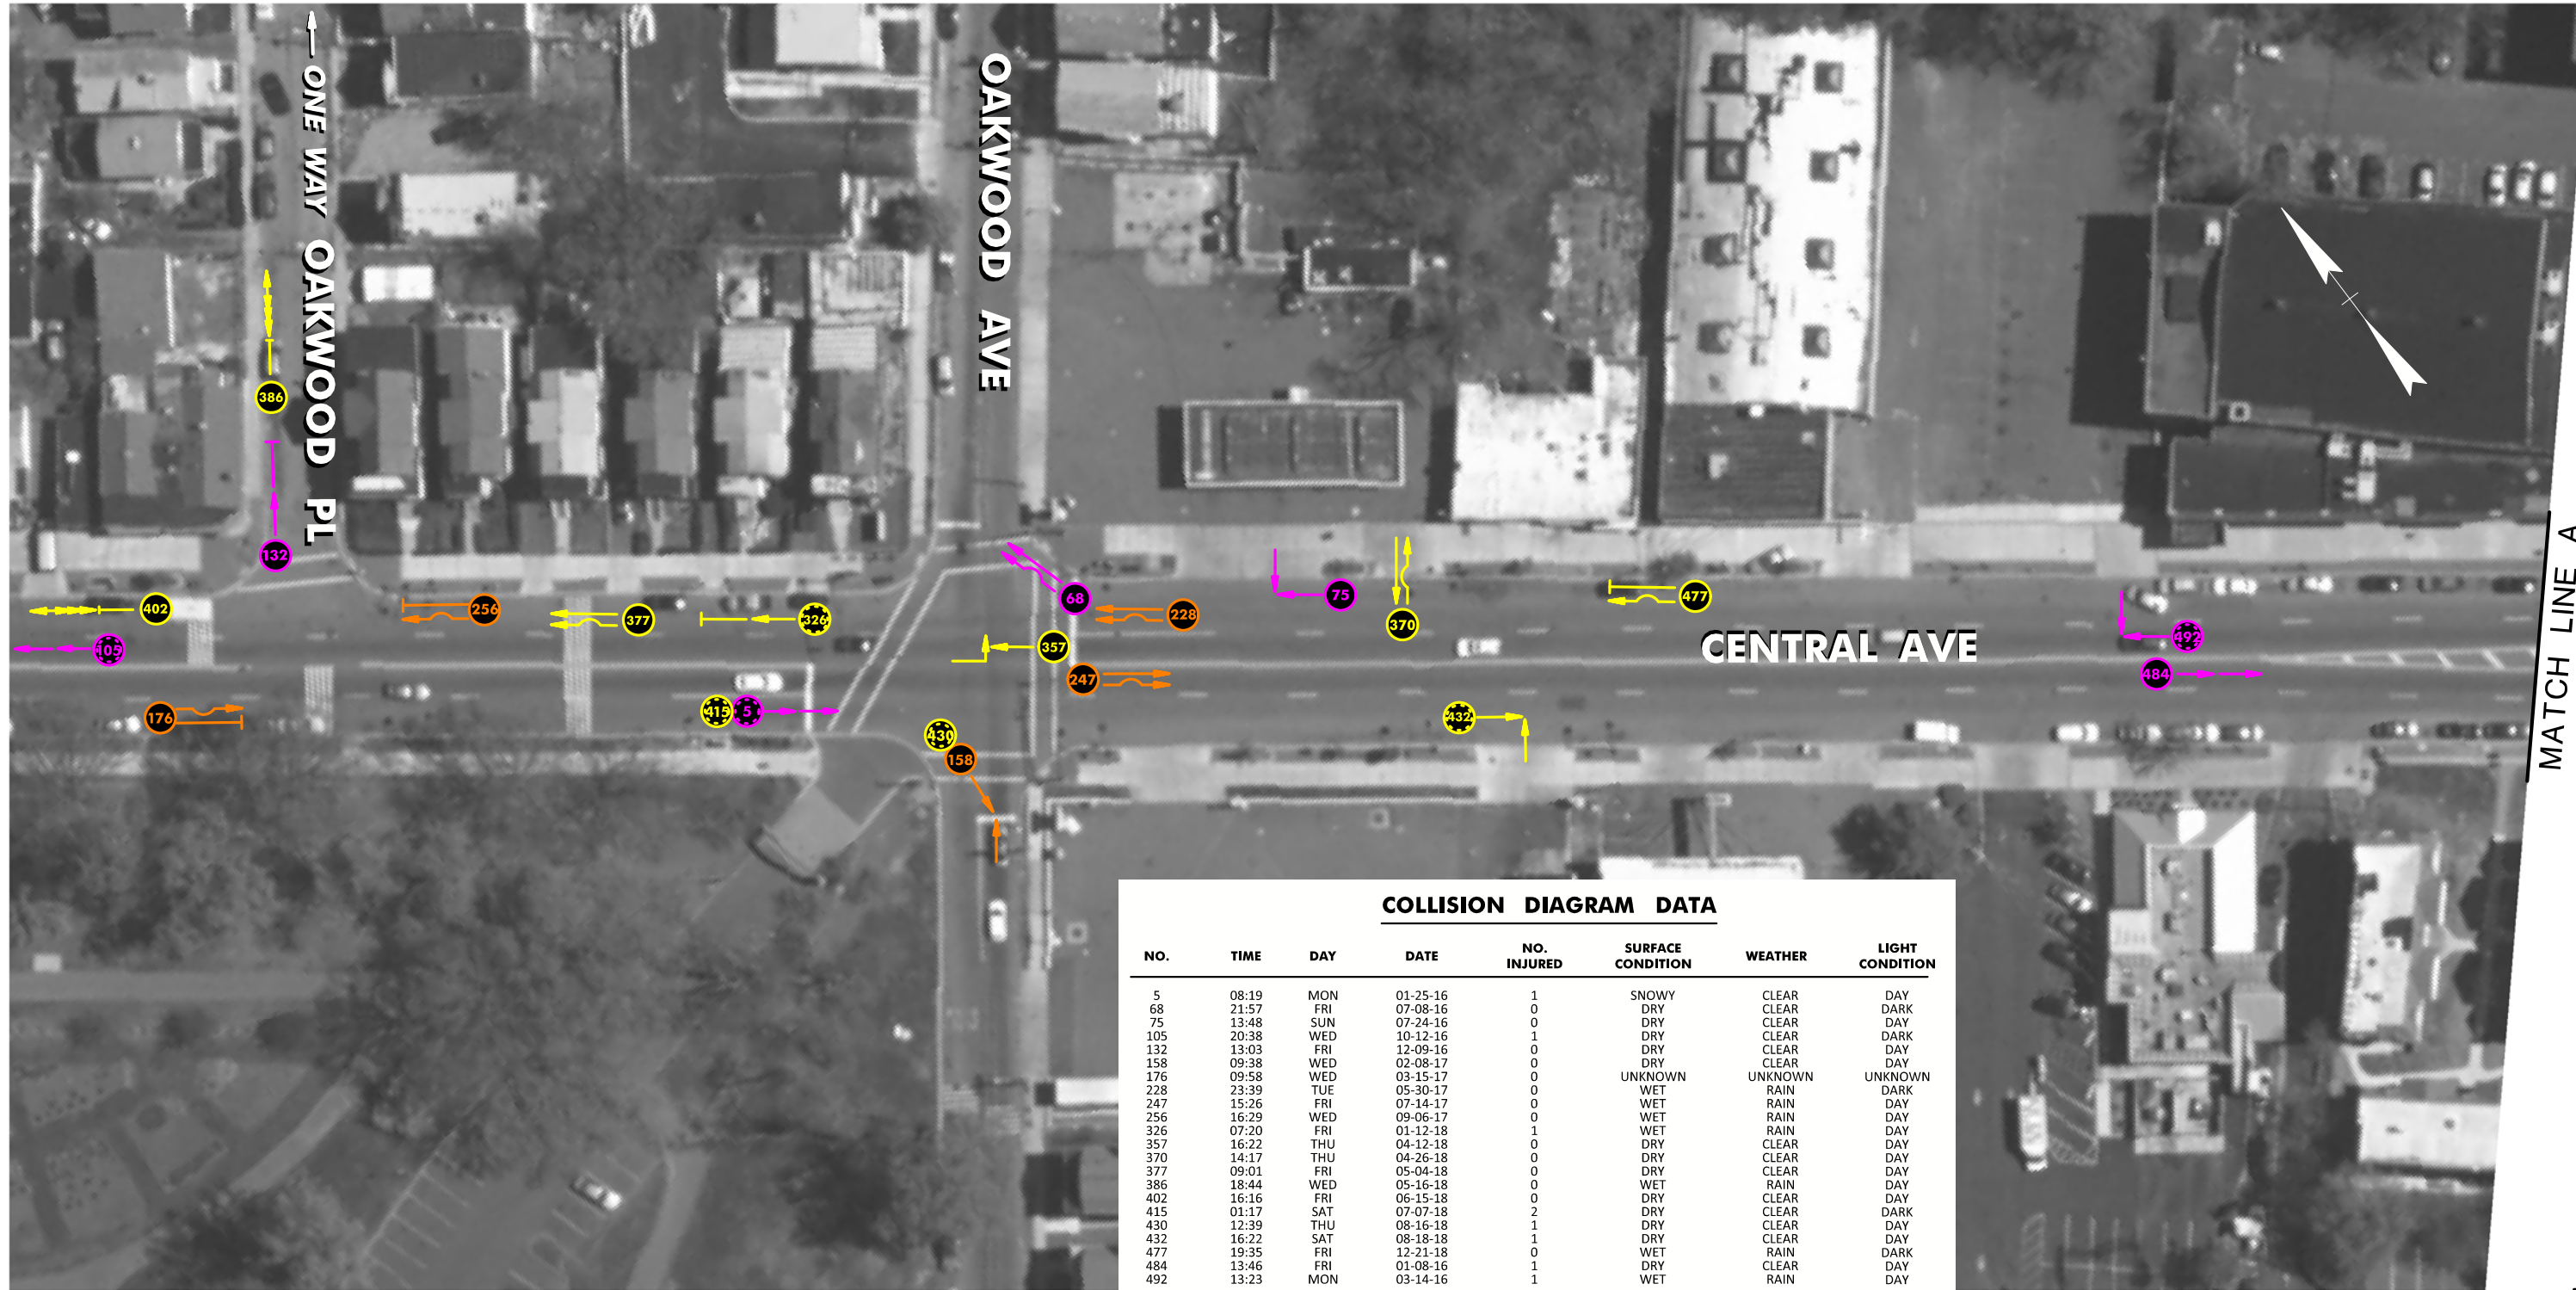 ONE WAY
OAKWOOD PL
OAKWOOD AVE
386
132
402
105
256
176
377
326
415
5
68
228
357
247
430
158
75
370
477
432
492
484
CENTRAL AVE
MATCH LINE A
COLLISION DIAGRAM DATA
NO. TIME DAY DATE NO. INJURED SURFACE CONDITION WEATHER LIGHT CONDITION
5 08:19 MON 01-25-16 1 SNOWY CLEAR DAY
68 21:57 FRI 07-08-16 0 DRY CLEAR DARK
75 13:48 SUN 07-24-16 0 DRY CLEAR DAY
105 20:38 WED 10-12-16 1 DRY CLEAR DARK
132 13:03 FRI 12-09-16 0 DRY CLEAR DAY
158 09:38 WED 02-08-17 0 DRY CLEAR DAY
176 09:58 WED 03-15-17 0 UNKNOWN UNKNOWN UNKNOWN
228 23:39 TUE 05-30-17 0 WET RAIN DARK
247 15:26 FRI 07-14-17 0 WET RAIN DAY
256 16:29 WED 09-06-17 0 WET RAIN DAY
326 07:20 FRI 01-12-18 1 WET RAIN DAY
357 16:22 THU 04-12-18 0 DRY CLEAR DAY
370 14:17 THU 04-26-18 0 DRY CLEAR DAY
377 09:01 FRI 05-04-18 0 DRY CLEAR DAY
386 18:44 WED 05-16-18 0 WET RAIN DAY
402 16:16 FRI 06-15-18 0 DRY CLEAR DAY
415 01:17 SAT 07-07-18 2 DRY CLEAR DARK
430 12:39 THU 08-16-18 1 DRY CLEAR DAY
432 16:22 SAT 08-18-18 1 DRY CLEAR DAY
477 19:35 FRI 12-21-18 0 WET RAIN DARK
484 13:46 FRI 01-08-16 1 DRY CLEAR DAY
492 13:23 MON 03-14-16 1 WET RAIN DAY